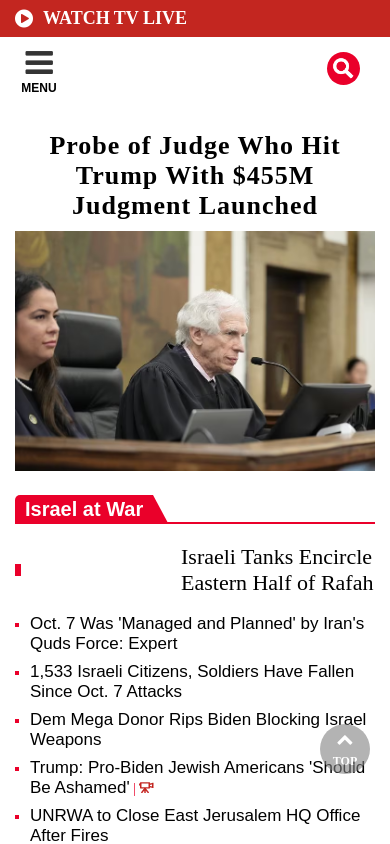 WATCH TV LIVE
MENU
Probe of Judge Who Hit
Trump With $455M
Judgment Launched
Israel at War
Israeli Tanks Encircle
Eastern Half of Rafah
Oct. 7 Was 'Managed and Planned' by Iran's
Quds Force: Expert
1,533 Israeli Citizens, Soldiers Have Fallen
Since Oct. 7 Attacks
Dem Mega Donor Rips Biden Blocking Israel
Weapons
Trump: Pro-Biden Jewish Americans 'Should
Be Ashamed' |
TOP
UNRWA to Close East Jerusalem HQ Office
After Fires